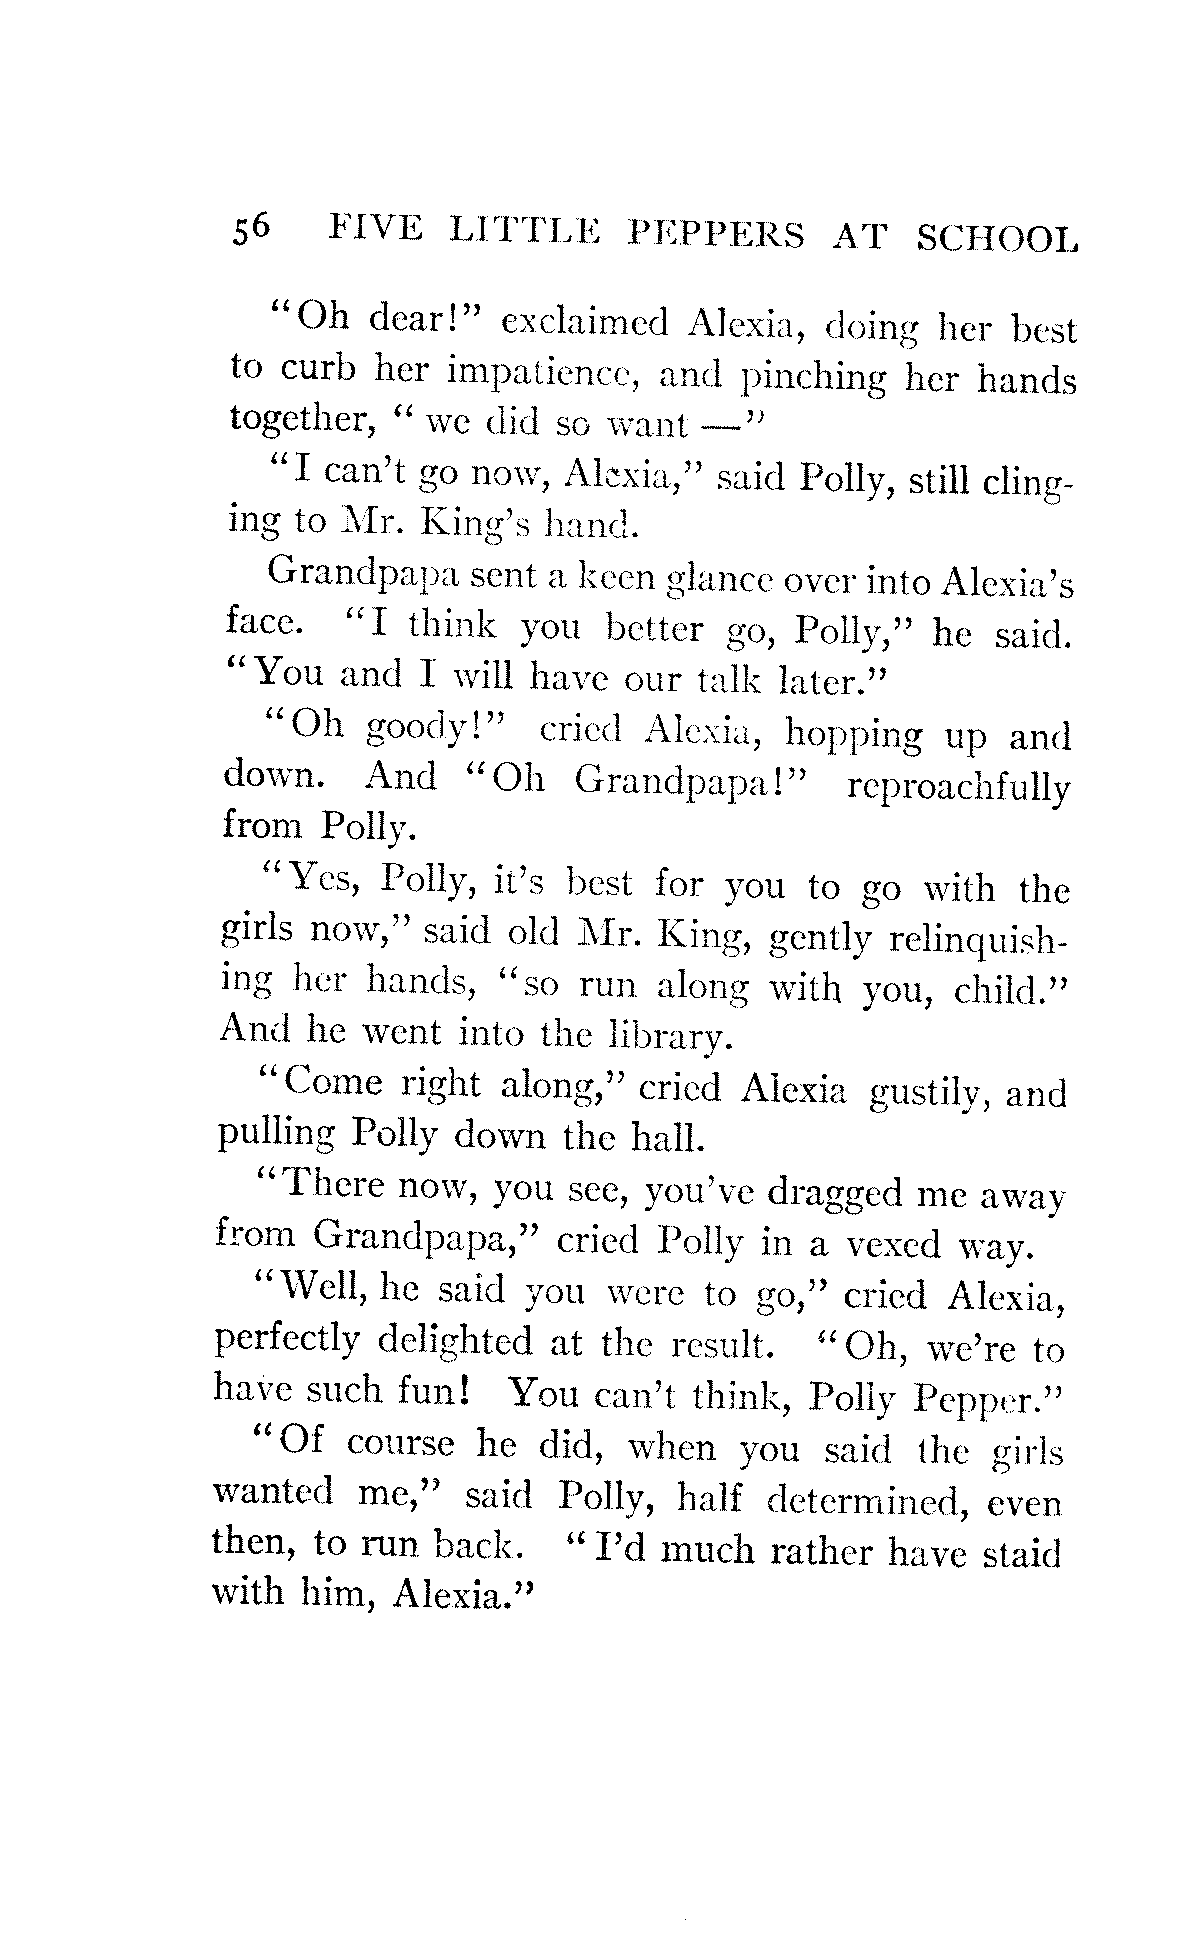 56 FIVE LITTLE PEPPERS AT SCHOOL
"Oh dear!" exclaimed Alexia, doing her best
to curb her impatience, and pinching her hands
together, " we did so want —"
"I can't go now, Alexia," said Polly, still cling-
ing to Mr. King's hand.
Grandpapa sent a keen glance over into Alexia's
face. "I think you better go, Polly," he said.
"You and I will have our talk later."
"Oh goody!" cried Alexia, hopping up and
down. And "Oh Grandpapa!" reproachfully
from Polly.
"Yes, Polly, it's best for you to go with the
girls now," said old Mr. King, gently relinquish-
ing her hands, "so run along with you, child."
And he went into the library.
"Come right along," cried Alexia gustily, and
pulling Polly down the hall.
"There now, you see, you've dragged me away
from Grandpapa," cried Polly in a vexed way.
"Well, he said you were to go," cried Alexia,
perfectly delighted at the result. "Oh, we're to
have such fun! You can't think, Polly Pepper."
"Of course he did, when you said the girls
wanted me," said Polly, half determined, even
then, to run back. "I'd much rather have staid
with him, Alexia."